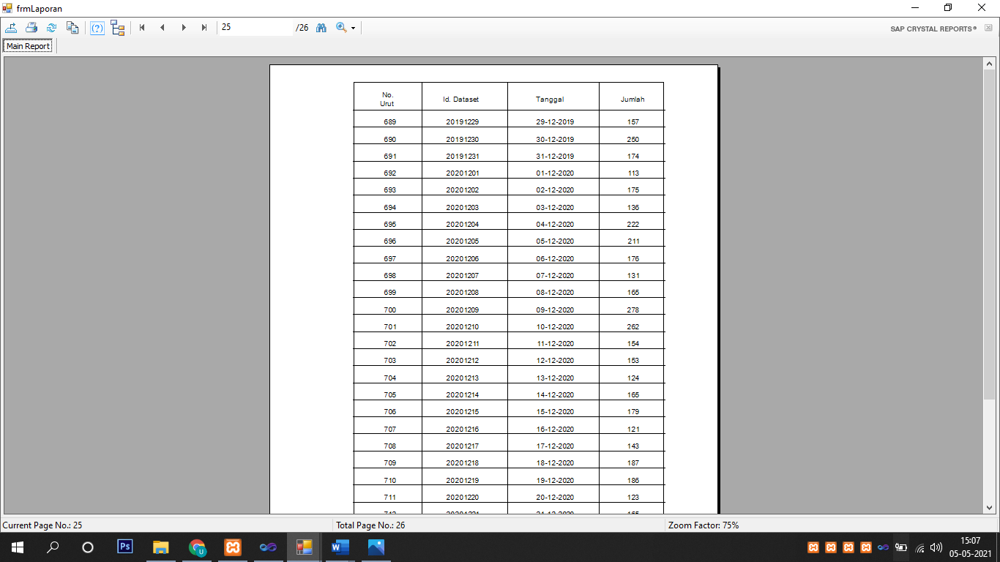 frmLaporan
25 /26
SAP CRYSTAL REPORTS®
Main Report
No. Urut Id. Dataset Tanggal Jumlah
689 20191229 29-12-2019 157
690 20191230 30-12-2019 250
691 20191231 31-12-2019 174
692 20201201 01-12-2020 113
693 20201202 02-12-2020 175
694 20201203 03-12-2020 136
695 20201204 04-12-2020 222
696 20201205 05-12-2020 211
697 20201206 06-12-2020 176
698 20201207 07-12-2020 131
699 20201208 08-12-2020 165
700 20201209 09-12-2020 278
701 20201210 10-12-2020 262
702 20201211 11-12-2020 154
703 20201212 12-12-2020 153
704 20201213 13-12-2020 124
705 20201214 14-12-2020 165
706 20201215 15-12-2020 179
707 20201216 16-12-2020 121
708 20201217 17-12-2020 143
709 20201218 18-12-2020 187
710 20201219 19-12-2020 186
711 20201220 20-12-2020 123
Current Page No.: 25 Total Page No.: 26 Zoom Factor: 75%
Ps
15:07
05-05-2021